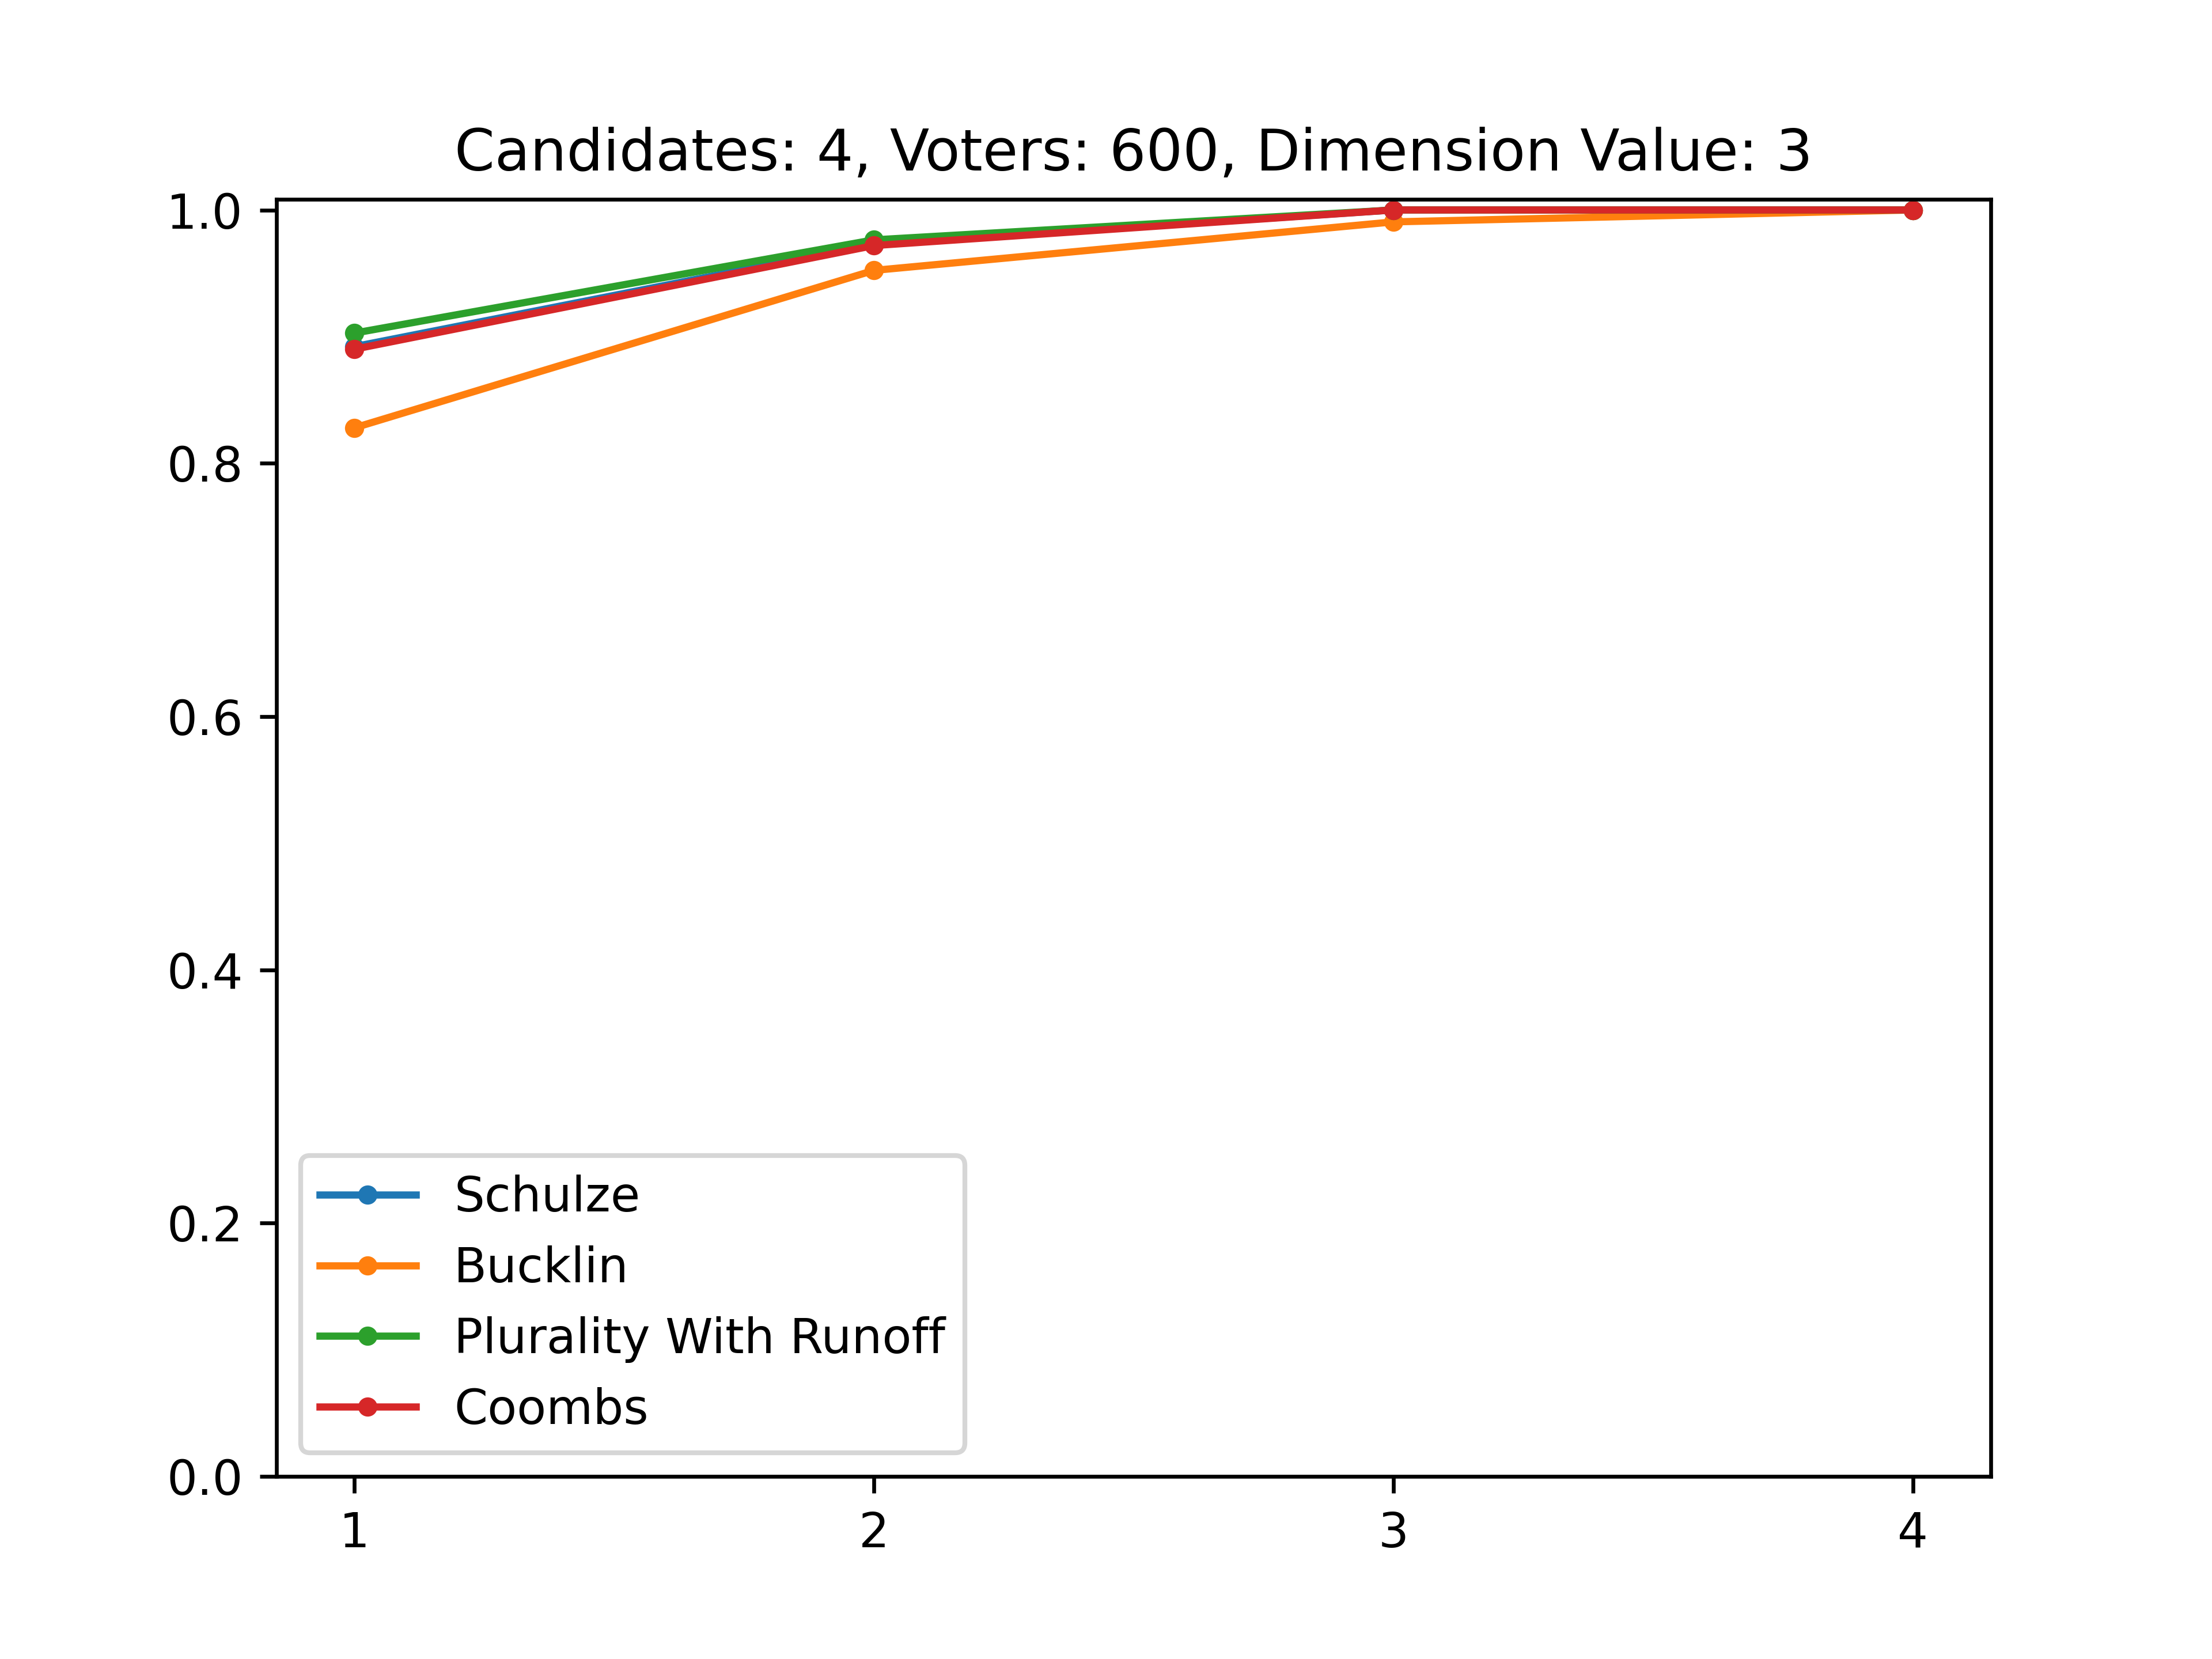 Candidates: 4, Voters: 600, Dimension Value: 3
1.0
0.8
0.6
0.4
0.2
0.0
Schulze
Bucklin
Plurality With Runoff
Coombs
1 2 3 4